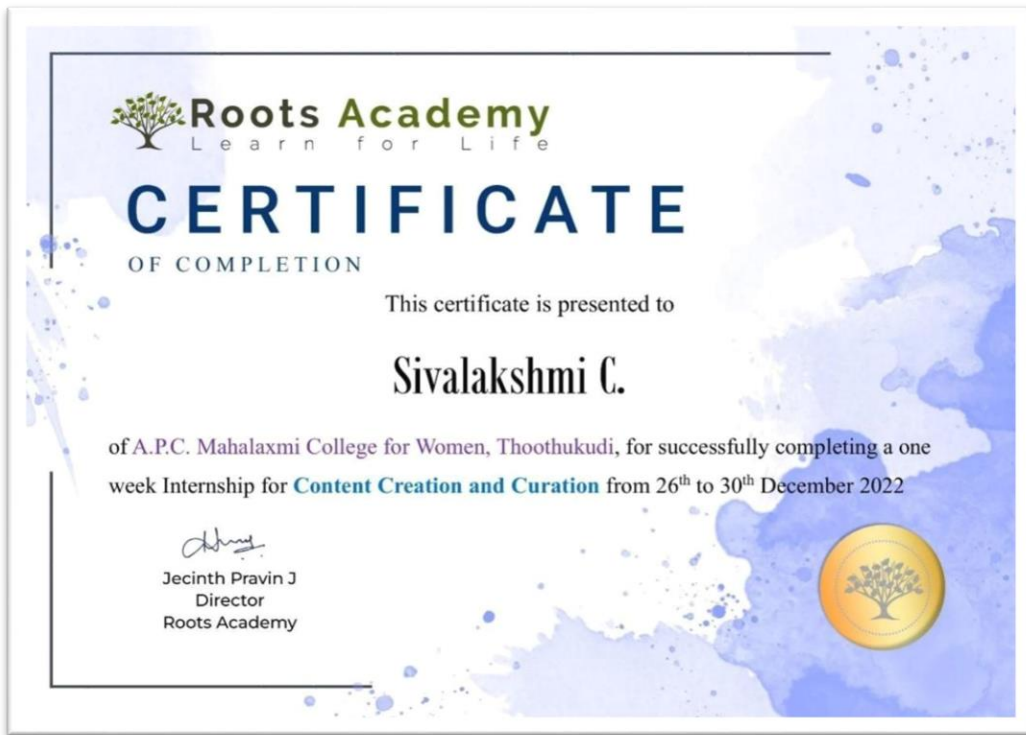 Roots Academy
Learn for Life
CERTIFICATE
OF COMPLETION
This certificate is presented to
Sivalakshmi C.
of A.P.C. Mahalaxmi College for Women, Thoothukudi, for successfully completing a one
week Internship for Content Creation and Curation from 26th to 30th December 2022
Jecinth Pravin J
Director
Roots Academy